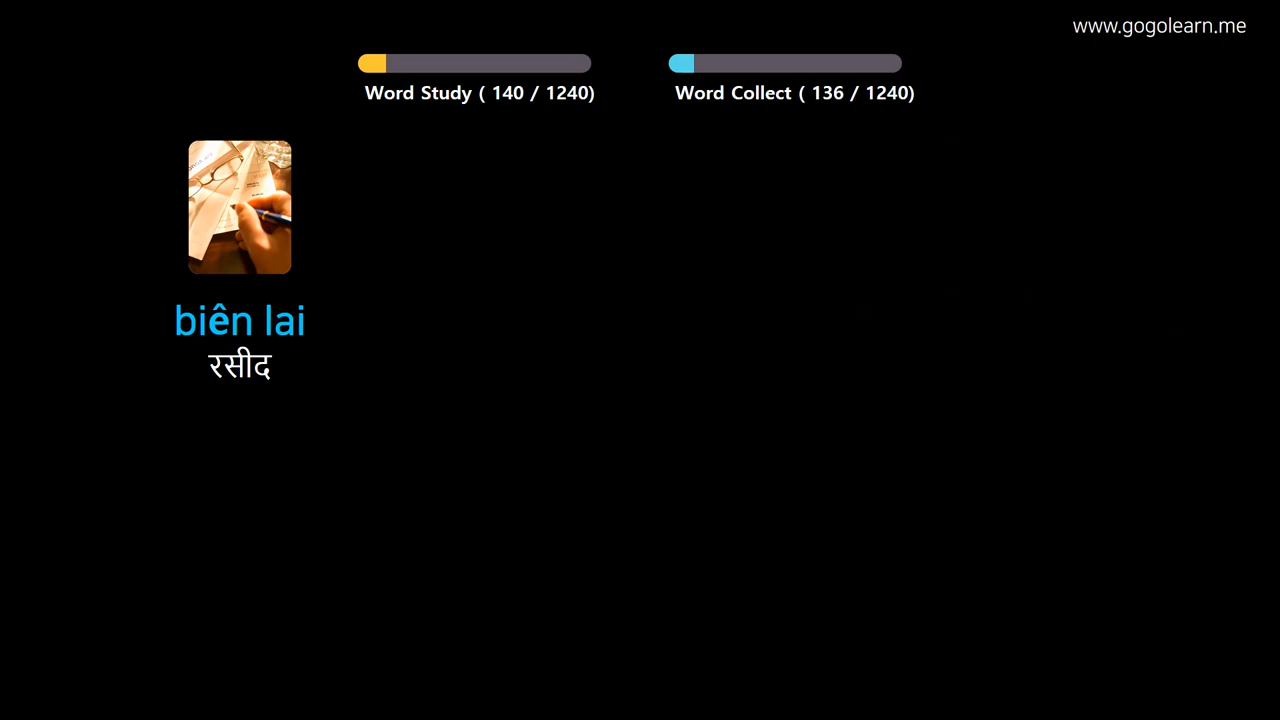 www.gogolearn.me
Word Study ( 140 / 1240)
Word Collect ( 136 / 1240)
biên lai
रसीद